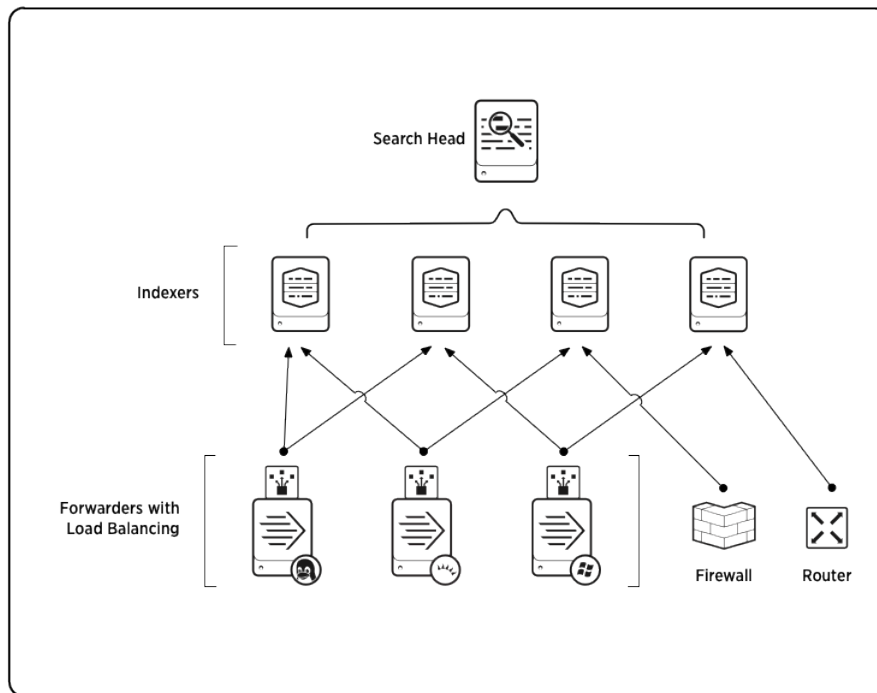 Search Head
Indexers
Forwarders with
Load Balancing
Firewall
Router